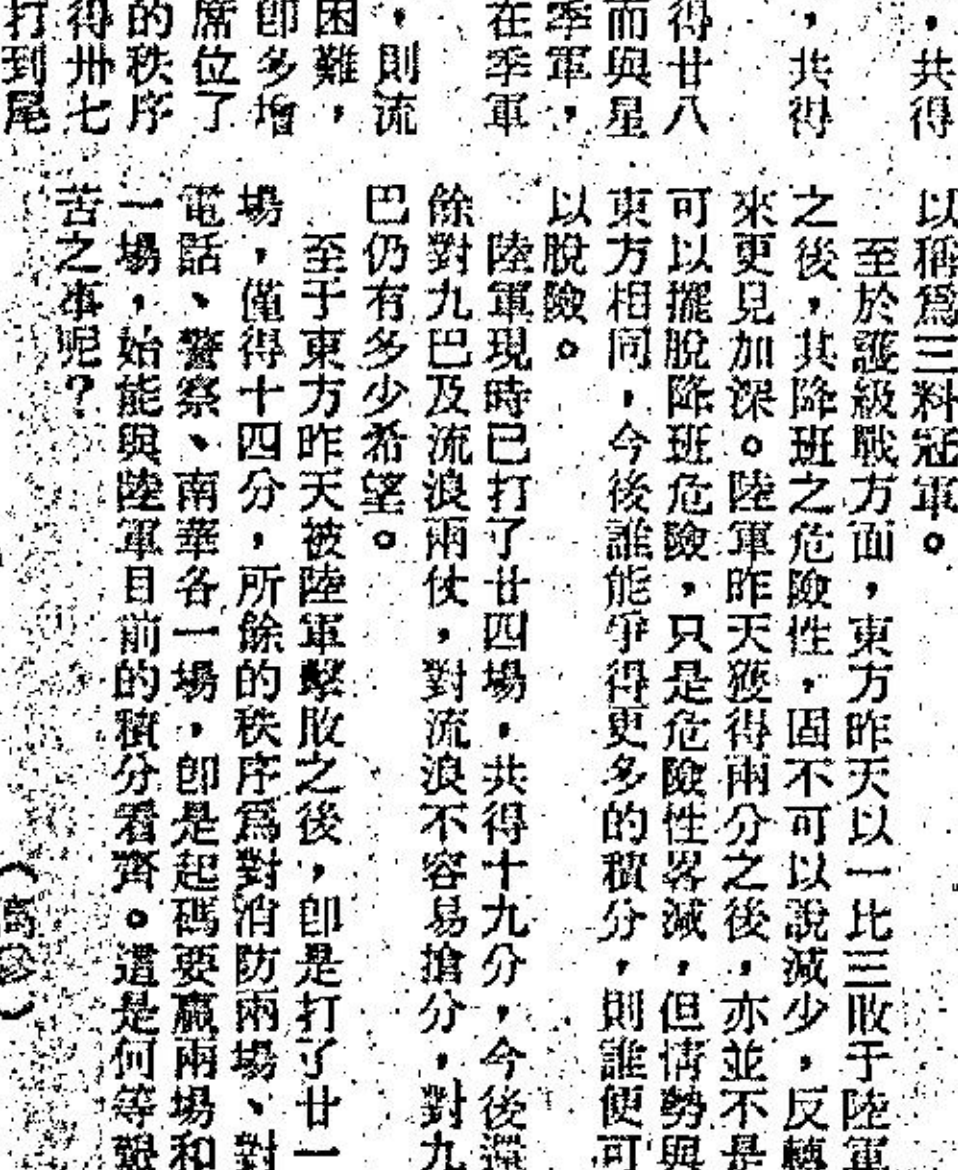 ，共得
，共得
得廿八
而與星
季軍，
在季軍
，則流
困難，
卽多增
席位了
的秩序
得卅七
打到尾
以稱爲三料冠軍。
至於護級戰方面，東方昨天以一比三敗于陸軍
之後，其降班之危險性，固不可以說減少，反轉
來更見加深。陸軍昨天獲得兩分之後，亦並不是
可以擺脫降班危險，只是危險性畧減，但情勢與
東方相同，今後誰能爭得更多的積分，則誰便可
以脫險。
陸軍現時已打了廿四場，共得十九分，今後還
餘對九巴及流浪兩仗，對流浪不容易搶分，對九
巴仍有多少希望。
至于東方昨天被陸軍擊敗之後，卽是打了廿一
場，僅得十四分，所餘的秩序爲對消防兩場、對
電話、警察、南華各一場，卽是起碼要贏兩場和
一場，始能與陸軍目前的積分看齊。這是何等艱
苦之事呢？